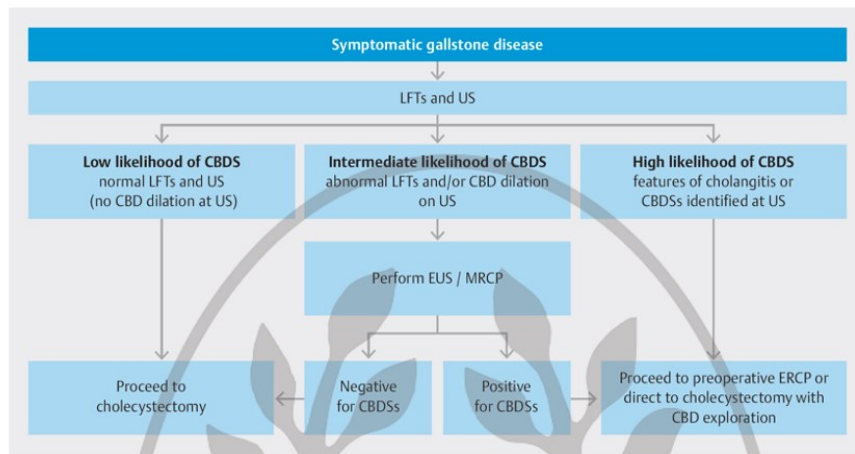 Symptomatic gallstone disease
LFTs and US
Low likelihood of CBDS
normal LFTs and US
(no CBD dilation at US)
Intermediate likelihood of CBDS
abnormal LFTs and/or CBD dilation
on US
High likelihood of CBDS
features of cholangitis or
CBDSs identified at US
Perform EUS / MRCP
Proceed to
cholecystectomy
Negative
for CBDSs
Positive
for CBDSs
Proceed to preoperative ERCP or
direct to cholecystectomy with
CBD exploration